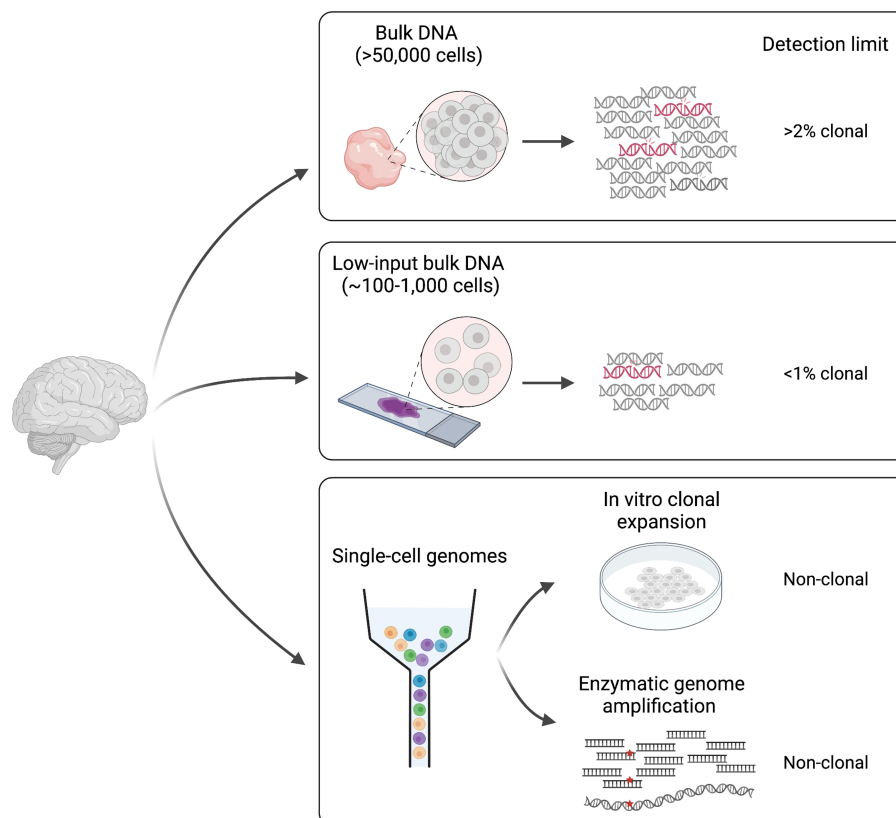 Bulk DNA
(>50,000 cells)
Detection limit
>2% clonal
Low-input bulk DNA
(~100-1,000 cells)
<1% clonal
Single-cell genomes
In vitro clonal
expansion
Non-clonal
Enzymatic genome
amplification
Non-clonal